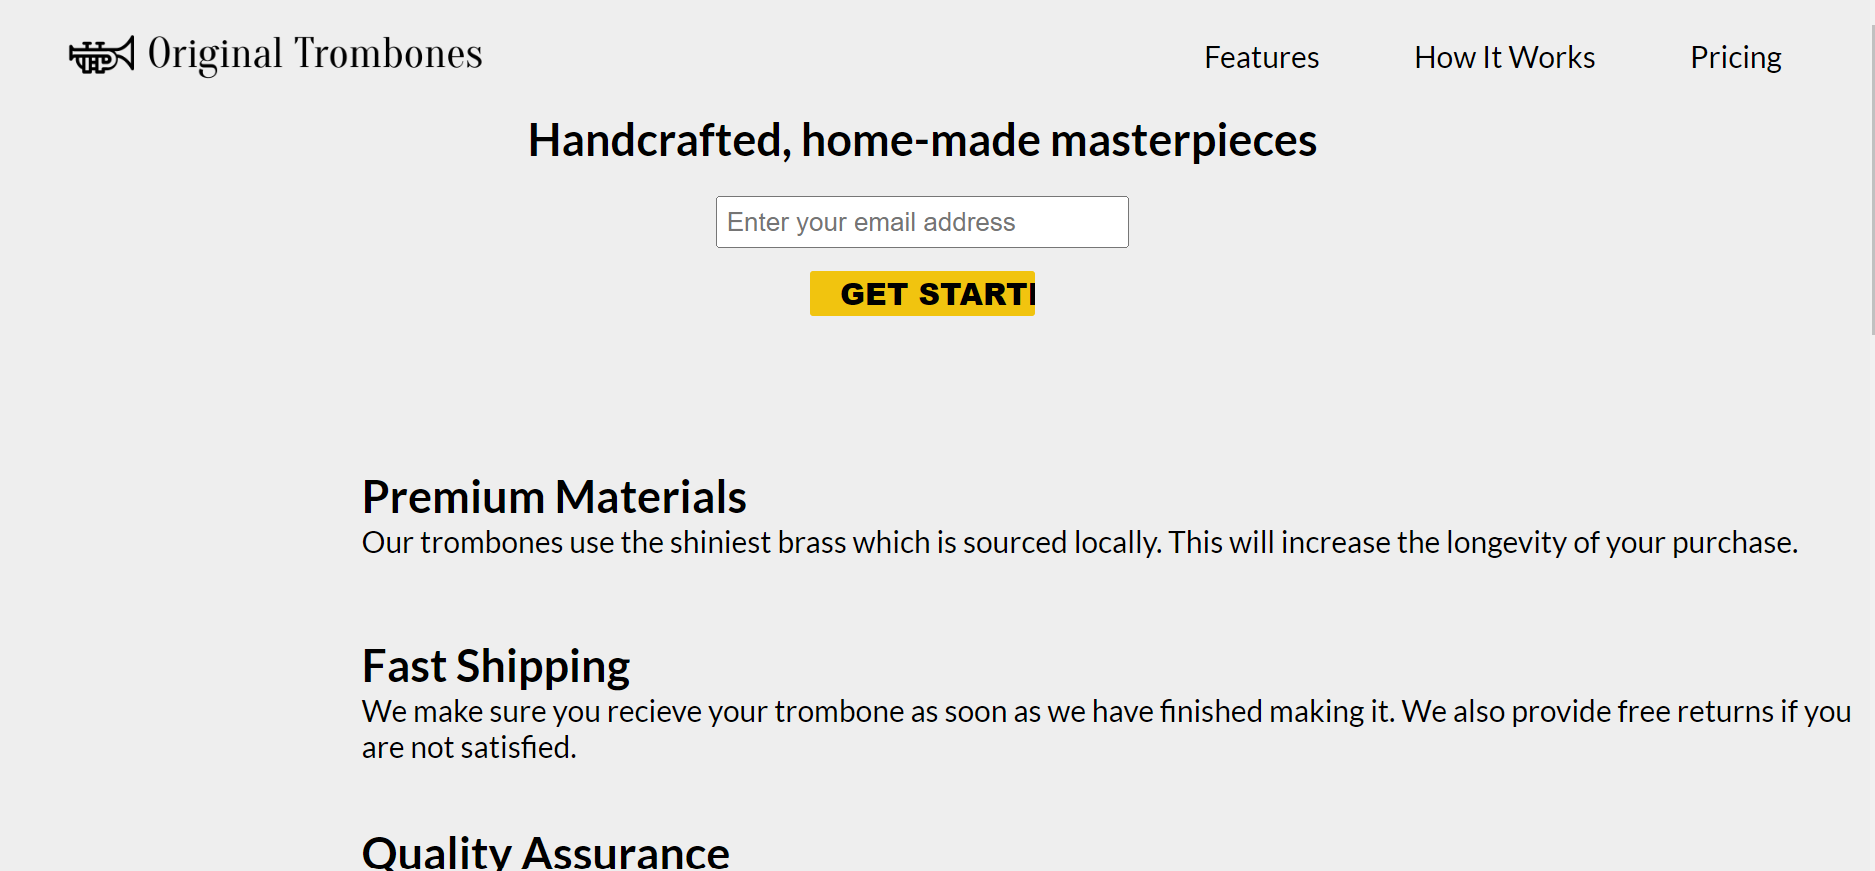 Original Trombones
Features
How It Works
Pricing
Handcrafted, home-made masterpieces
Enter your email address
GET START
Premium Materials
Our trombones use the shiniest brass which is sourced locally. This will increase the longevity of your purchase.
Fast Shipping
We make sure you recieve your trombone as soon as we have finished making it. We also provide free returns if you
are not satisfied.
Quality Assurance